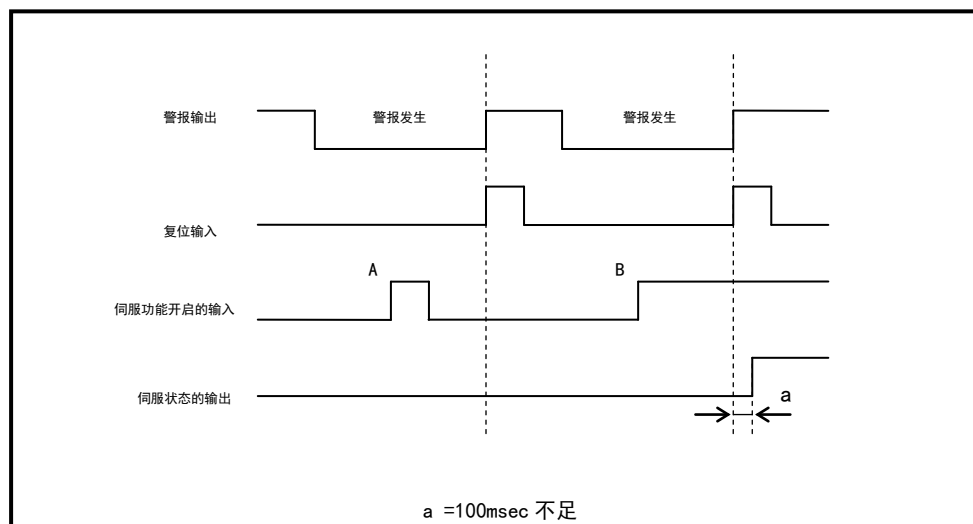 警报输出
警报发生
警报发生
复位输入
A
B
伺服功能开启的输入
伺服状态的输出
a
a =100msec 不足